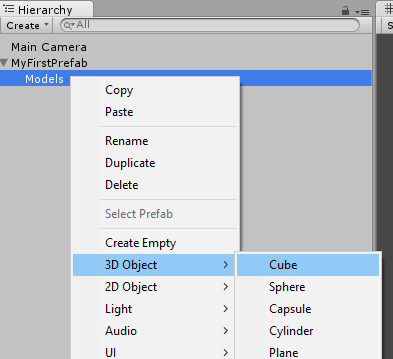 Hierarchy
Create All
Main Camera
MyFirstPrefab
Models
Copy
Paste
Rename
Duplicate
Delete
Select Prefab
Create Empty
3D Object
2D Object
Light
Audio
UI
Cube
Sphere
Capsule
Cylinder
Plane